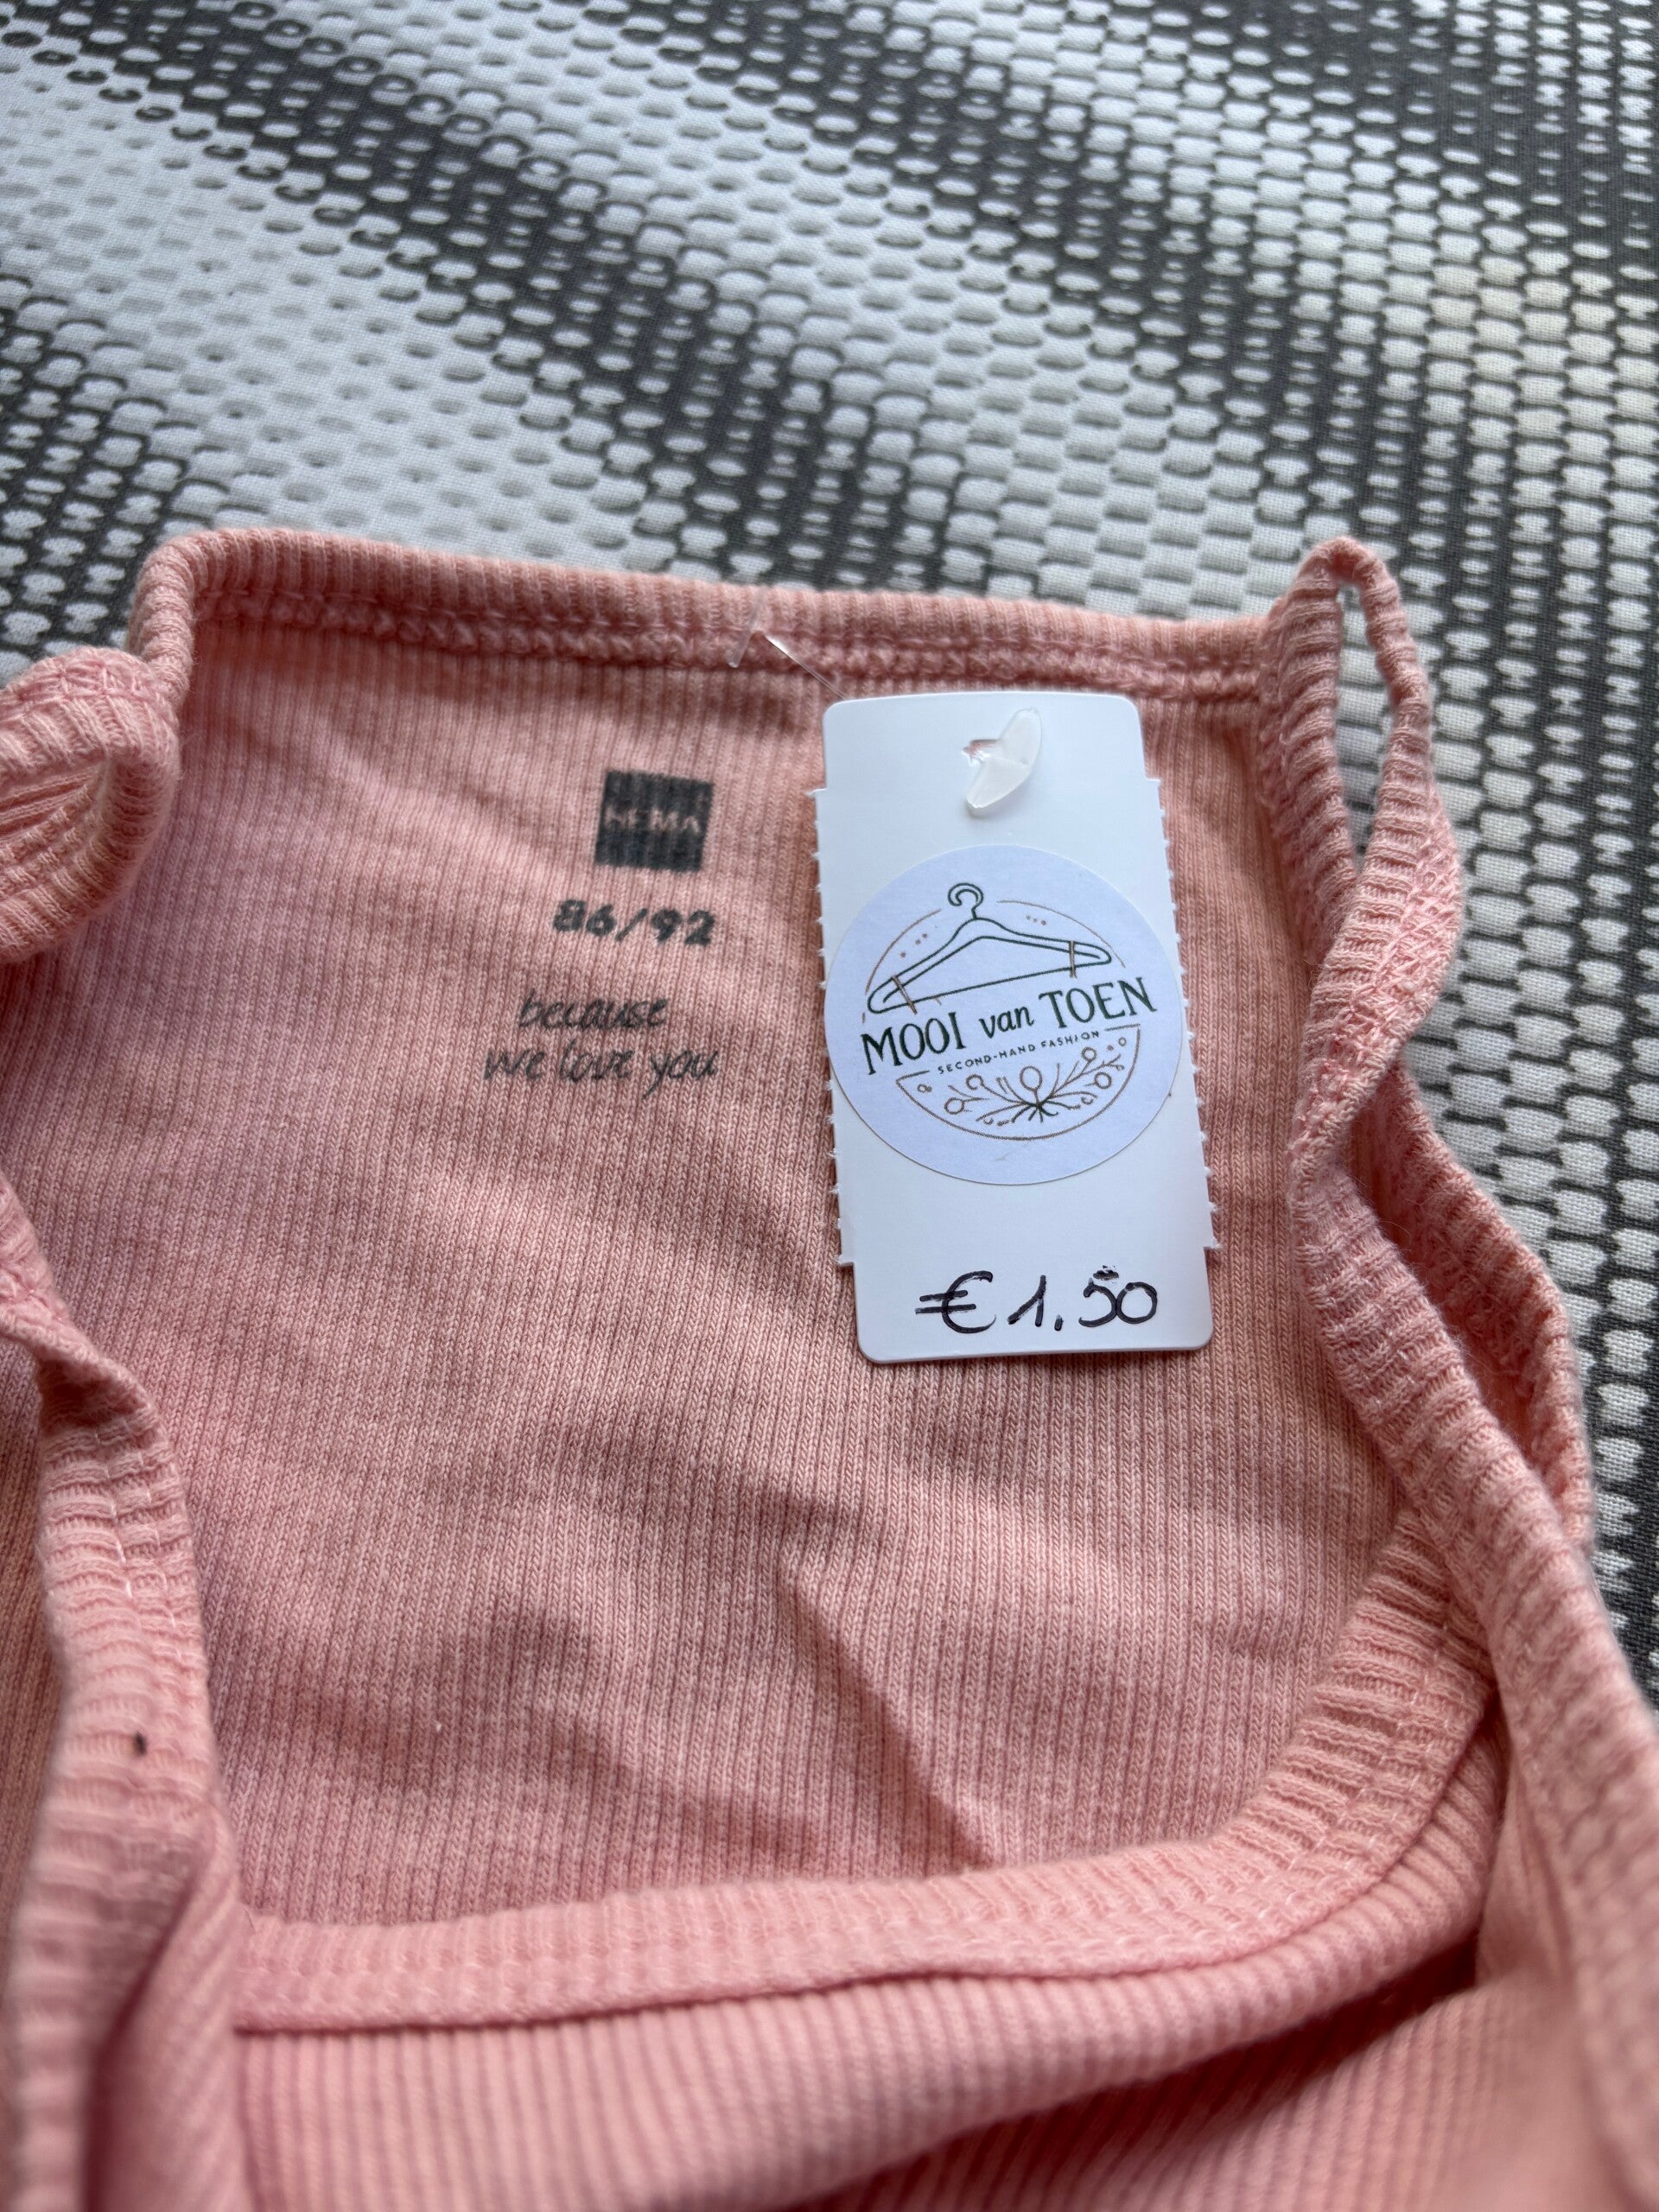 HEMA
86/92
because
we love you
MOOI van TOEN
SECOND-HAND FASHION
€1.50